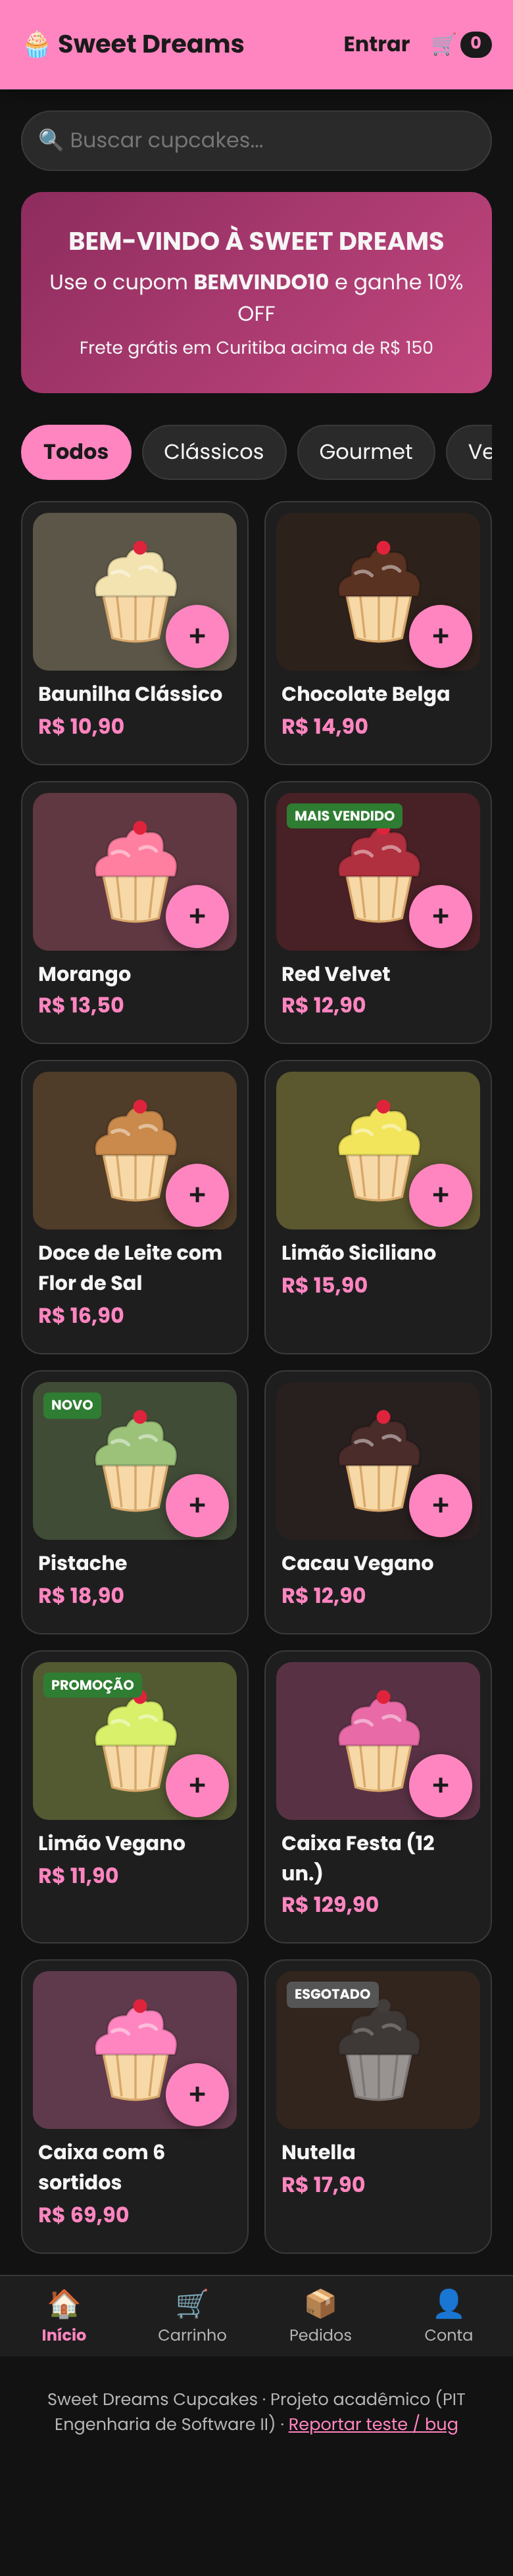 🧁 Sweet Dreams
Entrar 🛒 0
🔍 Buscar cupcakes...
BEM-VINDO À SWEET DREAMS
Use o cupom BEMVINDO10 e ganhe 10%
OFF
Frete grátis em Curitiba acima de R$ 150
Todos
Clássicos
Gourmet
Ve
+
Baunilha Clássico
R$ 10,90
+
Chocolate Belga
R$ 14,90
+
Morango
R$ 13,50
MAIS VENDIDO
+
Red Velvet
R$ 12,90
+
Doce de Leite com
Flor de Sal
R$ 16,90
+
Limão Siciliano
R$ 15,90
NOVO
+
Pistache
R$ 18,90
+
Cacau Vegano
R$ 12,90
PROMOÇÃO
+
Limão Vegano
R$ 11,90
+
Caixa Festa (12
un.)
R$ 129,90
+
Caixa com 6
sortidos
R$ 69,90
ESGOTADO
Nutella
R$ 17,90
Início
Carrinho
Pedidos
Conta
Sweet Dreams Cupcakes · Projeto acadêmico (PIT
Engenharia de Software II) · Reportar teste / bug